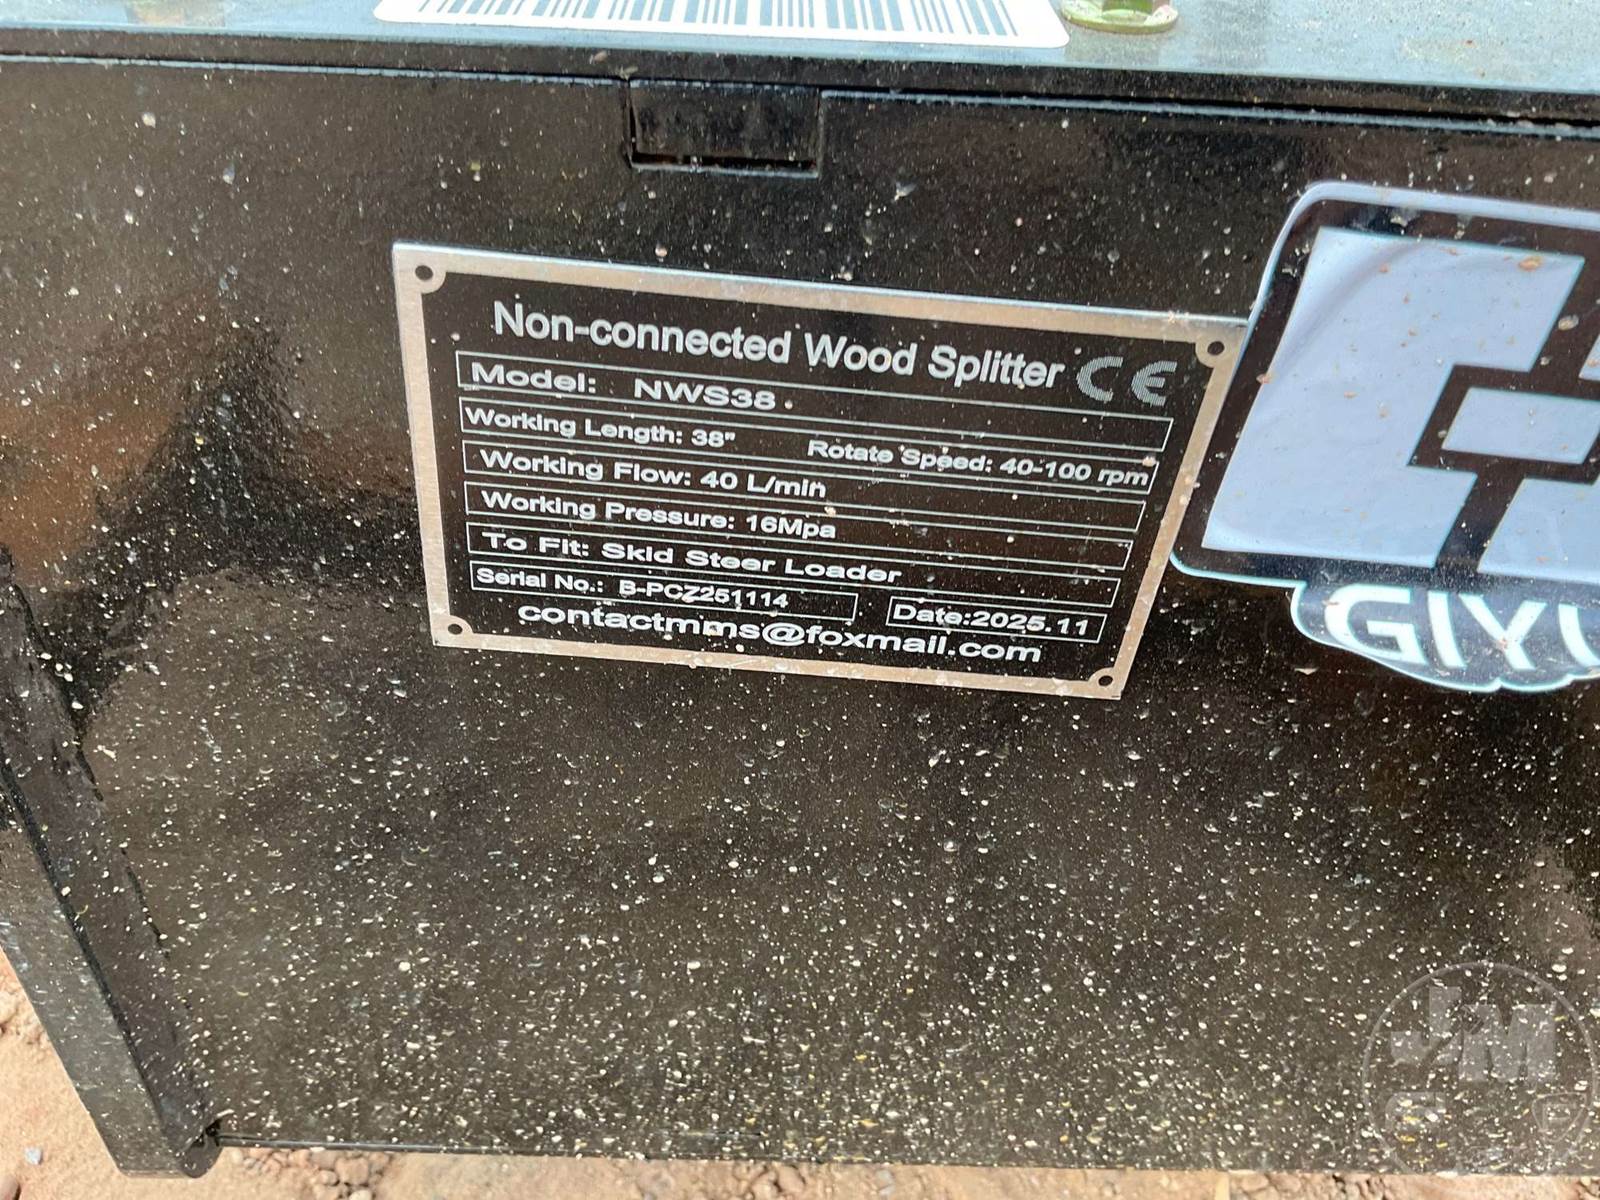 Non-connected Wood Splitter CE
Model: NWS38
Working Length: 38" Rotate Speed: 40-100 rpm
Working Flow: 40 L/min
Working Pressure: 16Mpa
To Fit: Skid Steer Loader
Serial No.: B-PCZ251114 Date:2025.11
contactmms@foxmail.com
GIYU
JM